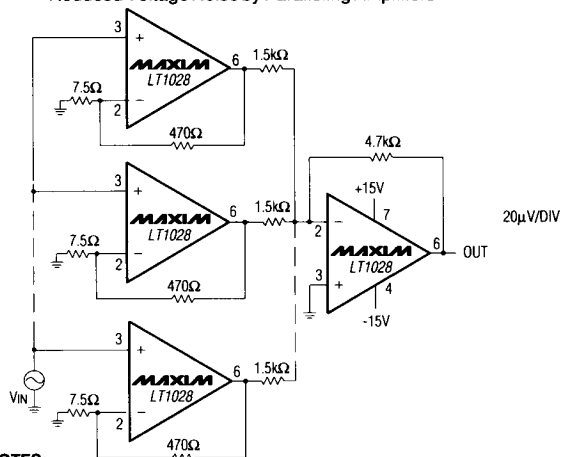 Reduced Voltage Noise by Paralleling Amplifiers
3
+
MAXIM
LT1028
6
1.5kΩ
7.5Ω
−
2
470Ω
4.7kΩ
3
+
MAXIM
LT1028
6
1.5kΩ
7.5Ω
−
2
470Ω
+15V
7
−
2
MAXIM
LT1028
6
OUT
3
+
4
-15V
20µV/DIV
3
+
MAXIM
LT1028
6
1.5kΩ
VIN
7.5Ω
−
2
470Ω